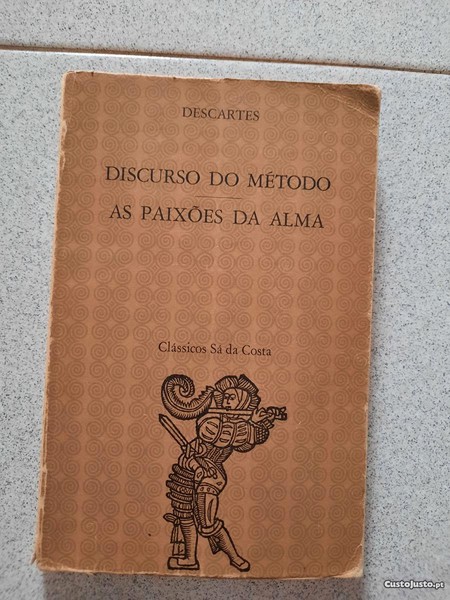 DESCARTES
DISCURSO DO MÉTODO
AS PAIXÕES DA ALMA
Clássicos Sá da Costa
CustoJusto.pt